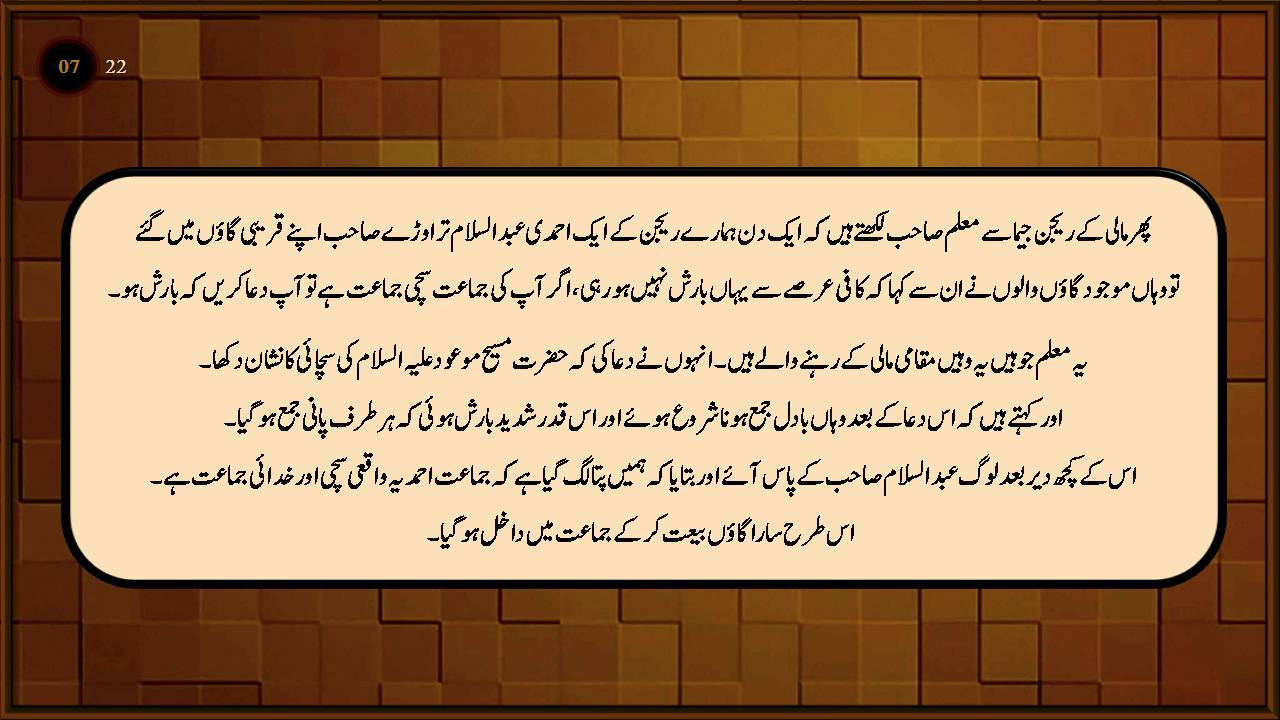 07 22
پھر مالی کے ریجن جیما سے معلم صاحب لکھتے ہیں کہ ایک دن ہمارے ریجن کے ایک احمدی عبد السلام تراوڑے صاحب اپنے قریبی گاؤں میں گئے
تو وہاں موجود گاؤں والوں نے ان سے کہا کہ کافی عرصے سے یہاں بارش نہیں ہو رہی، اگر آپ کی جماعت سچی جماعت ہے تو آپ دعا کریں کہ بارش ہو۔
یہ معلم جو ہیں یہ وہیں مقامی مالی کے رہنے والے ہیں۔ انہوں نے دعا کی کہ حضرت مسیح موعود علیہ السلام کی سچائی کا نشان دکھا۔
اور کہتے ہیں کہ اس دعا کے بعد وہاں بادل جمع ہونا شروع ہوئے اور اس قدر شدید بارش ہوئی کہ ہر طرف پانی جمع ہو گیا۔
اس کے کچھ دیر بعد لوگ عبد السلام صاحب کے پاس آئے اور بتایا کہ ہمیں پتا لگ گیا ہے کہ جماعت احمدیہ واقعی سچی اور خدائی جماعت ہے۔
اس طرح سارا گاؤں بیعت کر کے جماعت میں داخل ہو گیا۔